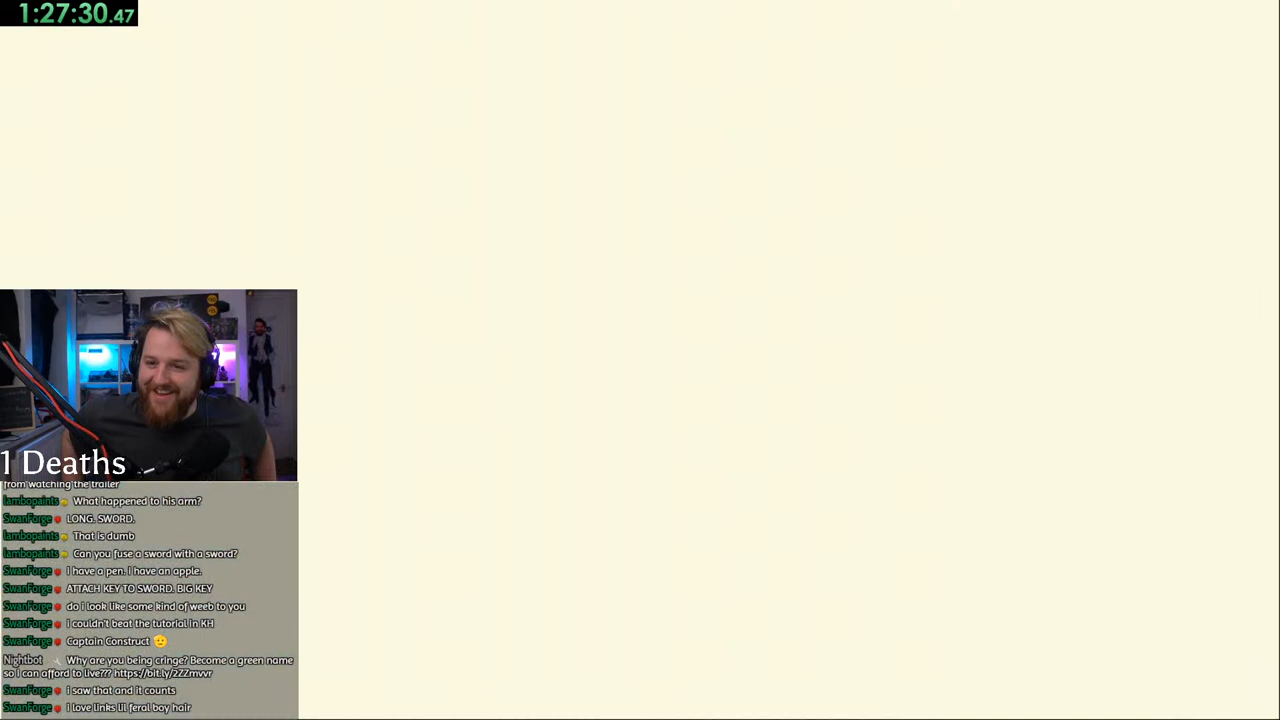 1:27:30.47
1 Deaths
from watching the trailer
lambopaints What happened to his arm?
SwanForge LONG. SWORD.
lambopaints That is dumb
lambopaints Can you fuse a sword with a sword?
SwanForge I have a pen. I have an apple.
SwanForge ATTACH KEY TO SWORD. BIG KEY
SwanForge do i look like some kind of weeb to you
SwanForge I couldn't beat the tutorial in KH
SwanForge Captain Construct 🫡
Nightbot Why are you being cringe? Become a green name
so I can afford to live??? https://bit.ly/2ZZmvvr
SwanForge I saw that and it counts
SwanForge I love links lil feral boy hair